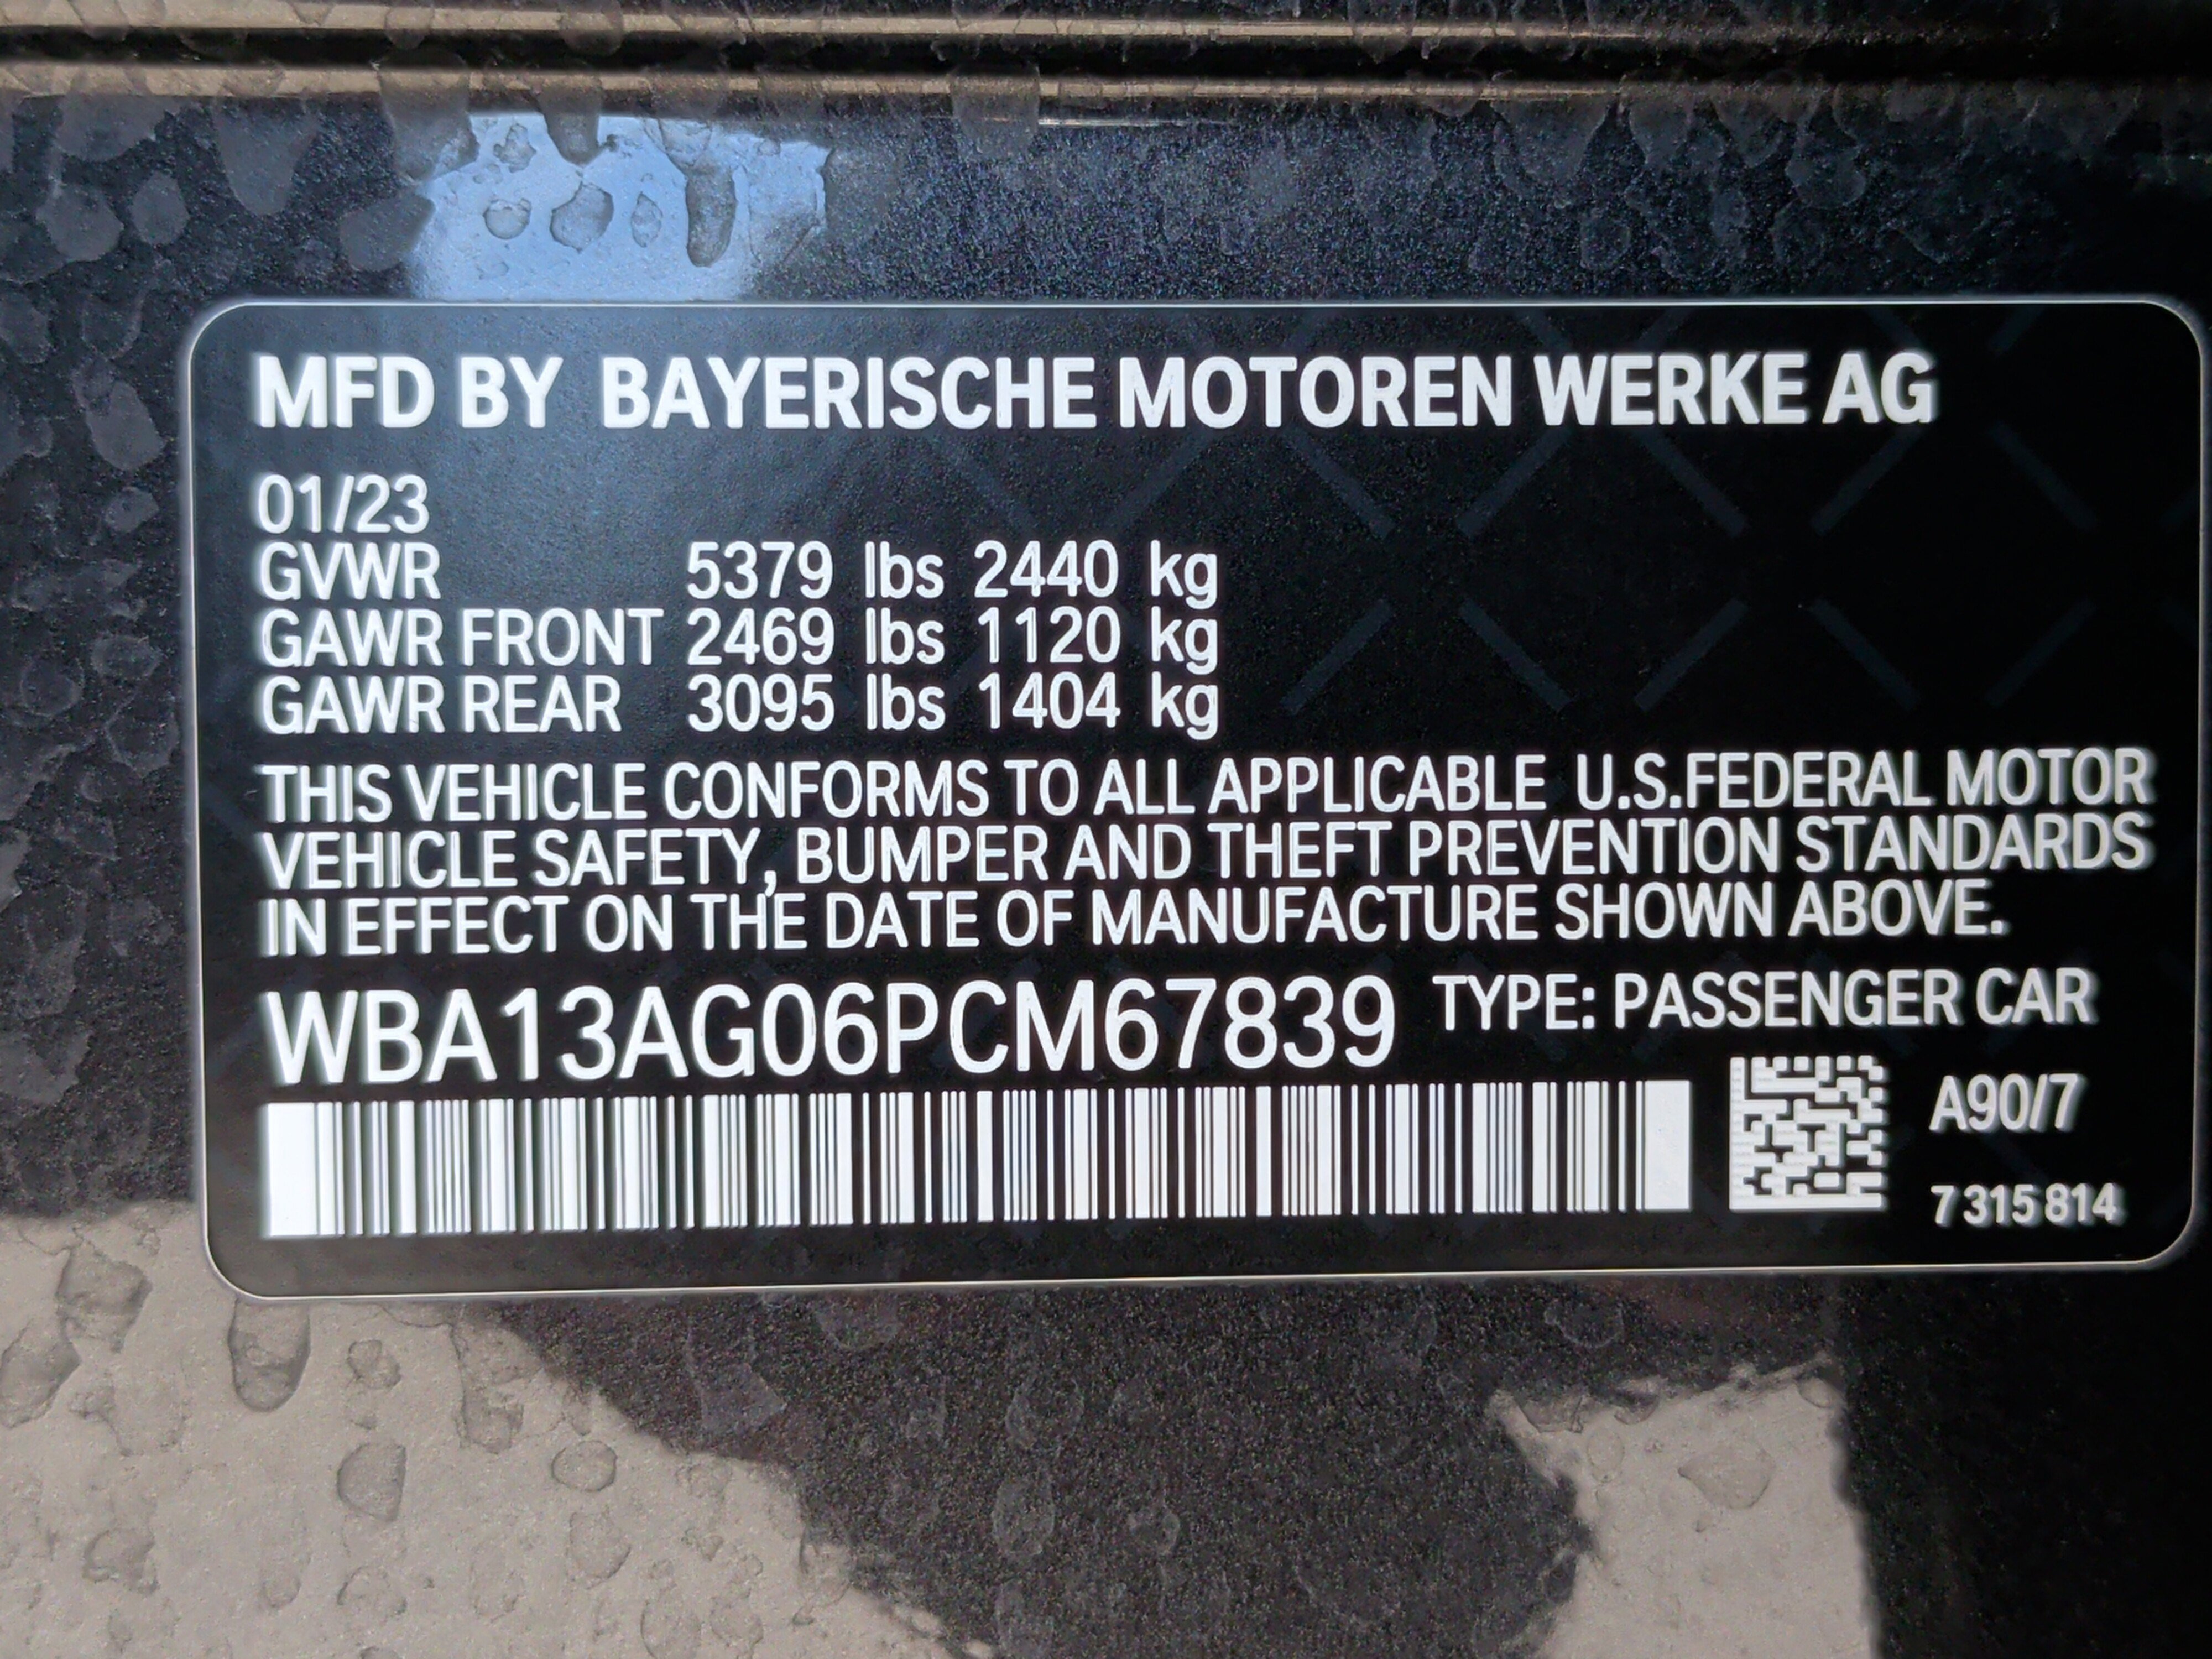 MFD BY BAYERISCHE MOTOREN WERKE AG
01/23
GVWR 5379 lbs 2440 kg
GAWR FRONT 2469 lbs 1120 kg
GAWR REAR 3095 lbs 1404 kg
THIS VEHICLE CONFORMS TO ALL APPLICABLE U.S.FEDERAL MOTOR
VEHICLE SAFETY, BUMPER AND THEFT PREVENTION STANDARDS
IN EFFECT ON THE DATE OF MANUFACTURE SHOWN ABOVE.
WBA13AG06PCM67839 TYPE: PASSENGER CAR
A90/7
7 315 814